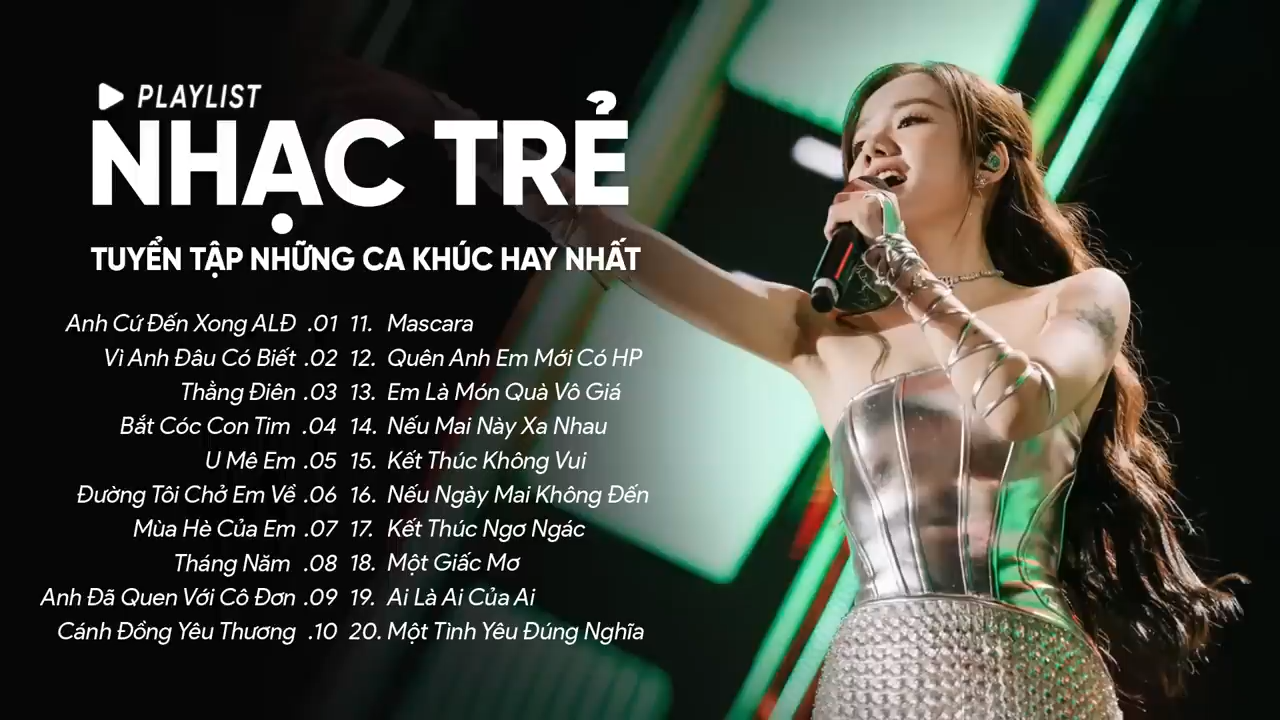 PLAYLIST
NHẠC TRẺ
TUYỂN TẬP NHỮNG CA KHÚC HAY NHẤT
Anh Cứ Đến Xong ALĐ .01
Vì Anh Đâu Có Biết .02
Thằng Điên .03
Bắt Cóc Con Tim .04
U Mê Em .05
Đường Tôi Chở Em Về .06
Mùa Hè Của Em .07
Tháng Năm .08
Anh Đã Quen Với Cô Đơn .09
Cánh Đồng Yêu Thương .10
11. Mascara
12. Quên Anh Em Mới Có HP
13. Em Là Món Quà Vô Giá
14. Nếu Mai Này Xa Nhau
15. Kết Thúc Không Vui
16. Nếu Ngày Mai Không Đến
17. Kết Thúc Ngơ Ngác
18. Một Giấc Mơ
19. Ai Là Ai Của Ai
20. Một Tình Yêu Đúng Nghĩa